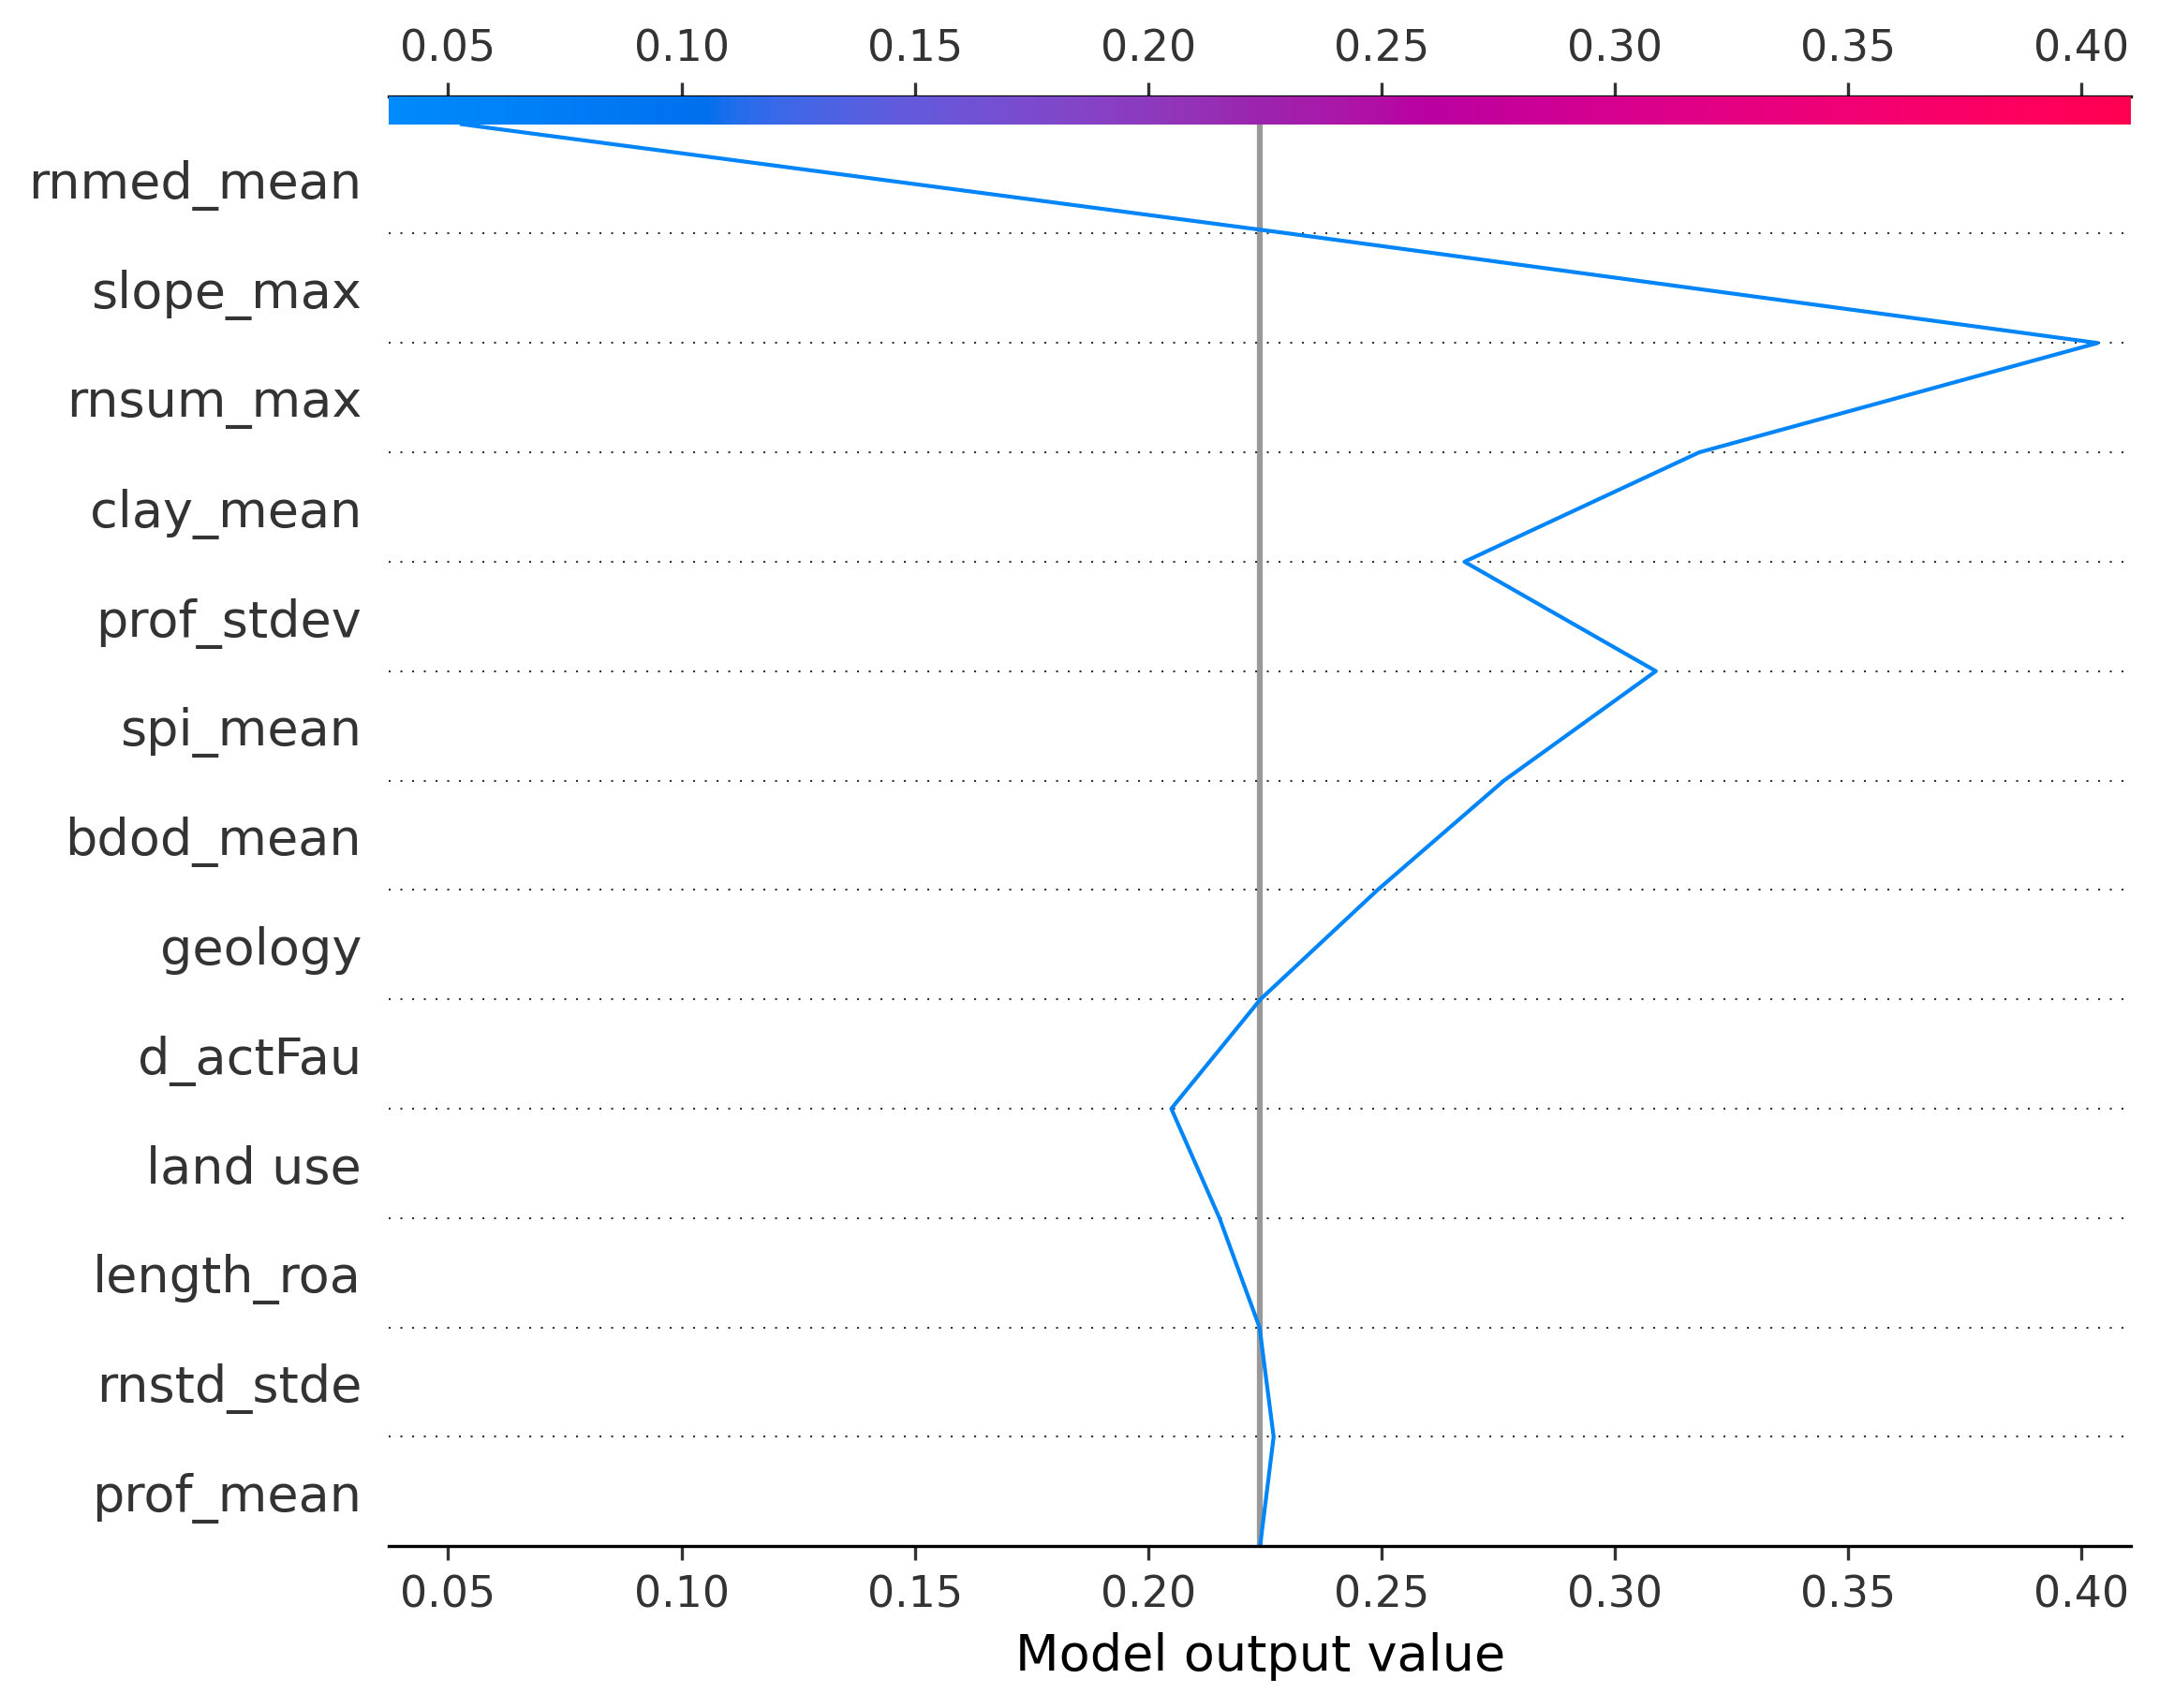 0.05 0.10 0.15 0.20 0.25 0.30 0.35 0.40
rnmed_mean
slope_max
rnsum_max
clay_mean
prof_stdev
spi_mean
bdod_mean
geology
d_actFau
land use
length_roa
rnstd_stde
prof_mean
0.05 0.10 0.15 0.20 0.25 0.30 0.35 0.40
Model output value